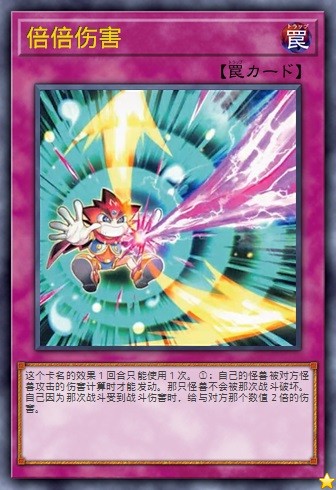 倍倍伤害
トラップ
罠
【罠カード】
这个卡名的效果1回合只能使用1次。①：自己的怪兽被对方怪
兽攻击的伤害计算时才能发动。那只怪兽不会被那次战斗破坏。
自己因为那次战斗受到战斗伤害时，给与对方那个数值2倍的伤
害。